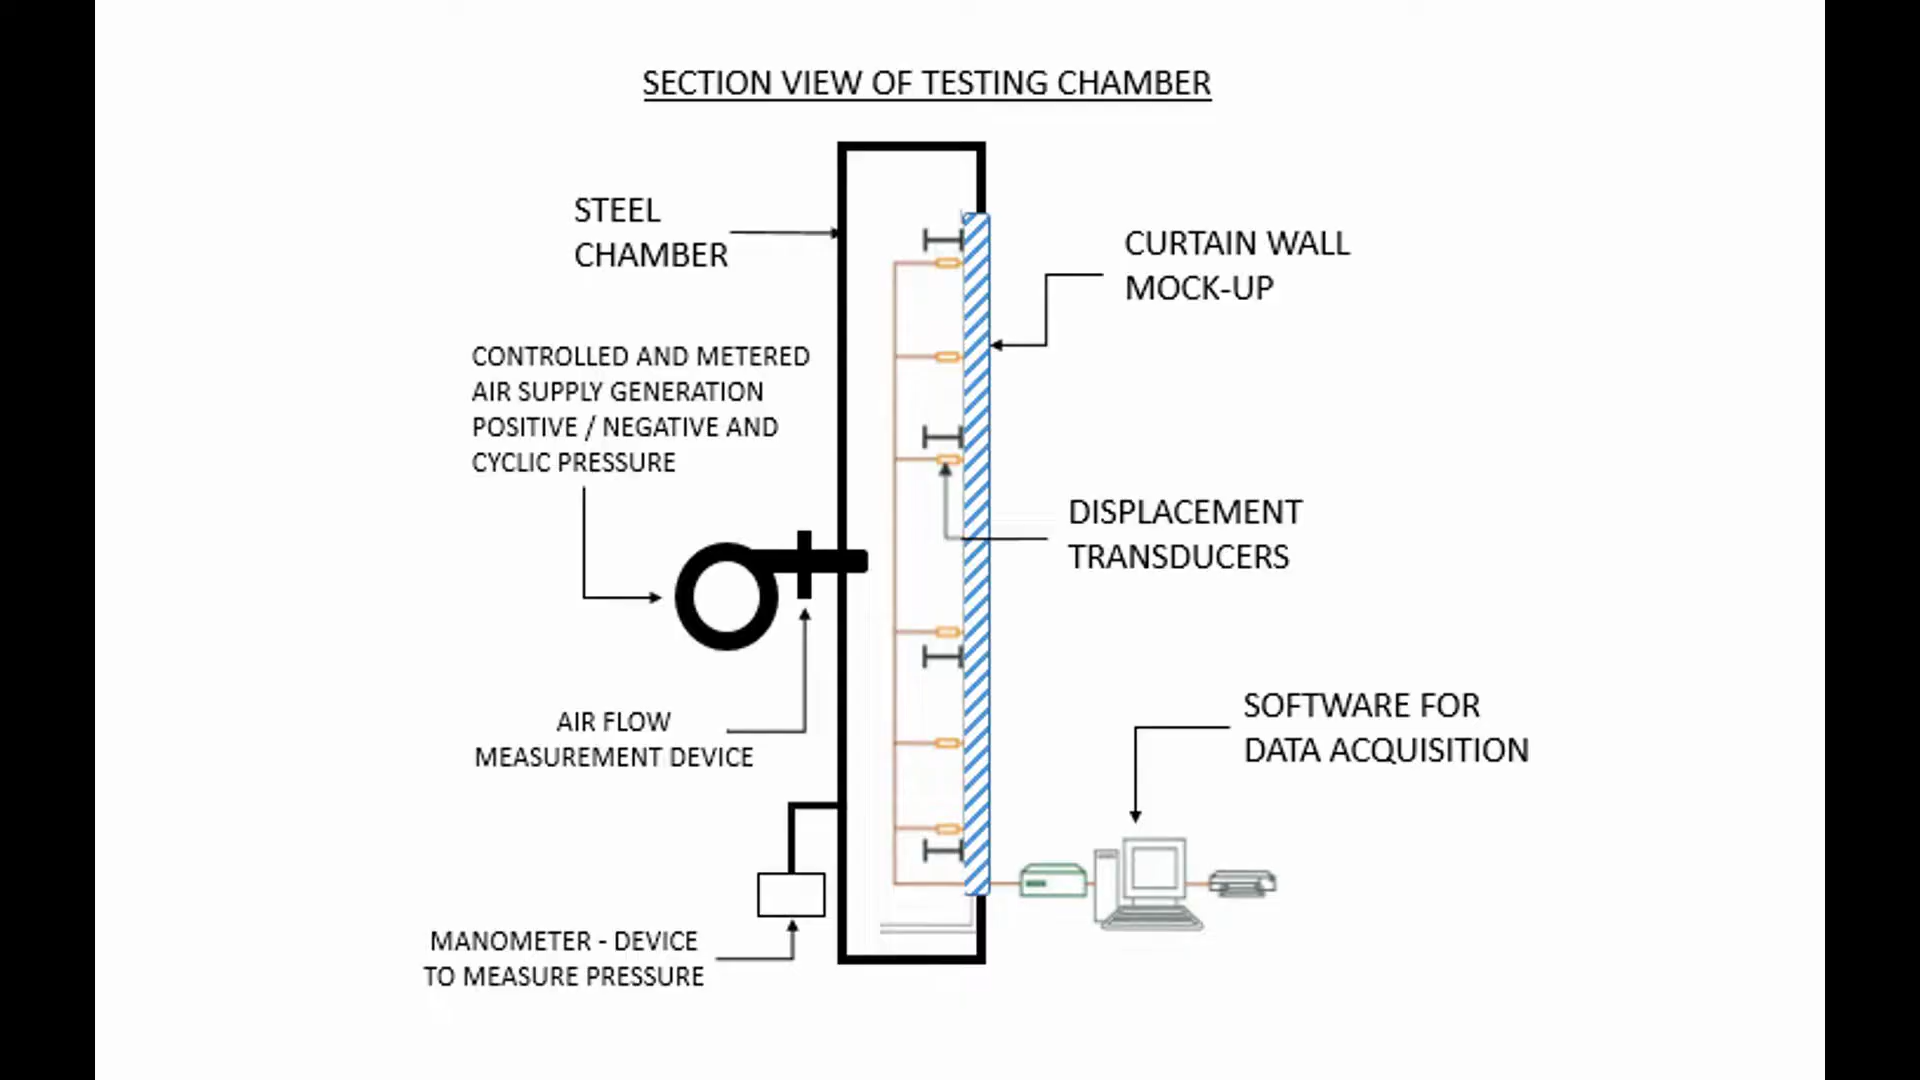 SECTION VIEW OF TESTING CHAMBER
STEEL
CHAMBER
CURTAIN WALL
MOCK-UP
CONTROLLED AND METERED
AIR SUPPLY GENERATION
POSITIVE / NEGATIVE AND
CYCLIC PRESSURE
DISPLACEMENT
TRANSDUCERS
AIR FLOW
MEASUREMENT DEVICE
SOFTWARE FOR
DATA ACQUISITION
MANOMETER - DEVICE
TO MEASURE PRESSURE